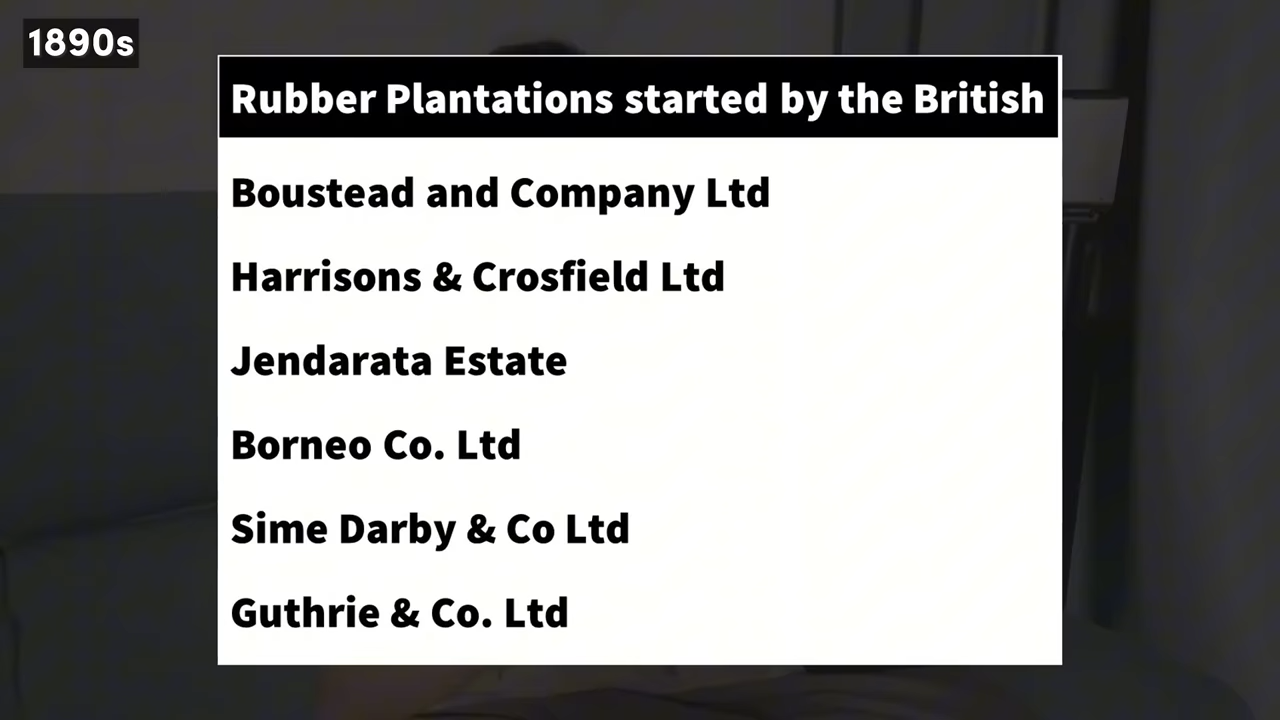 1890s
Rubber Plantations started by the British
Boustead and Company Ltd
Harrisons & Crosfield Ltd
Jendarata Estate
Borneo Co. Ltd
Sime Darby & Co Ltd
Guthrie & Co. Ltd